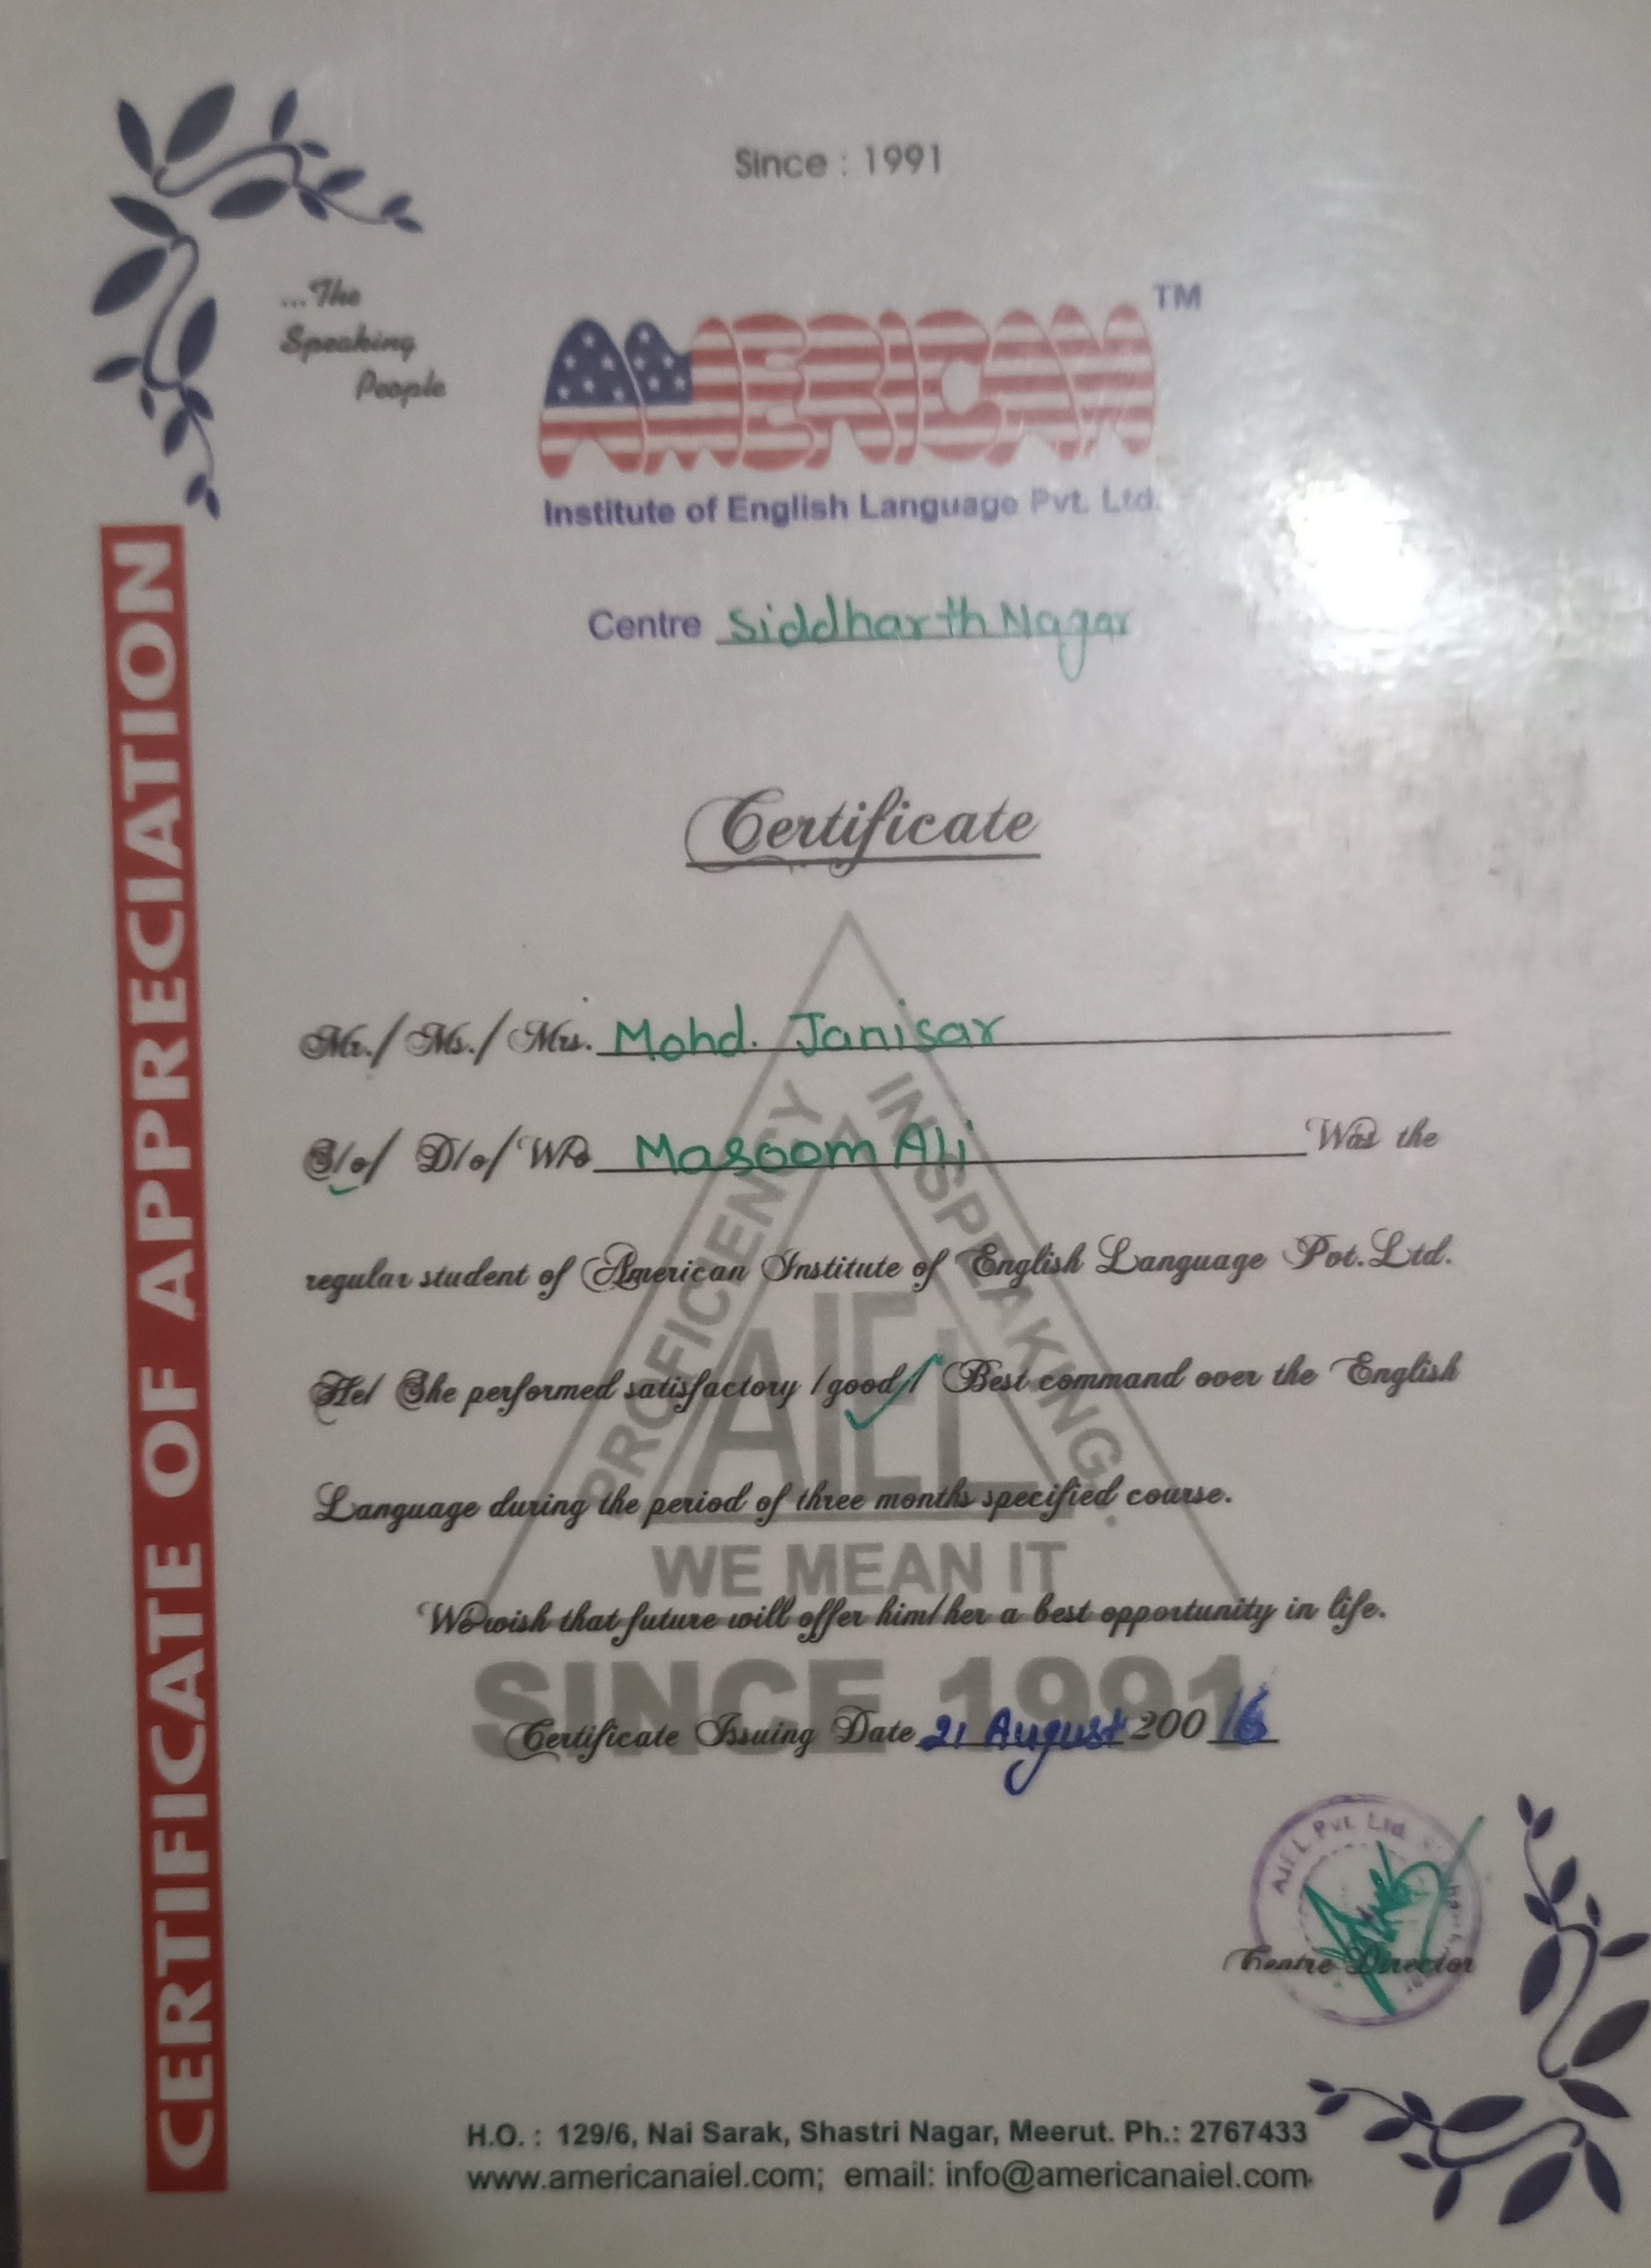 Since : 1991
...The
Speaking
People
AMERICAN TM
Institute of English Language Pvt. Ltd.
Centre Siddharth Nagar
CERTIFICATE OF APPRECIATION
Certificate
Mr./ Ms./ Mrs. Mohd. Janisar
S/o/ D/o/ W/o Masoom Ali Was the
regular student of American Institute of English Language Pvt. Ltd.
He/ She performed satisfactory / good / Best command over the English
Language during the period of three months specified course.
We wish that future will offer him/ her a best opportunity in life.
Certificate Issuing Date 21 August 200 16
PROFICIENCY IN SPEAKING.
AIEL
WE MEAN IT
SINCE 1991
AIEL Pvt. Ltd.
Centre Director
H.O. : 129/6, Nai Sarak, Shastri Nagar, Meerut. Ph.: 2767433
www.americanaiel.com; email: info@americanaiel.com